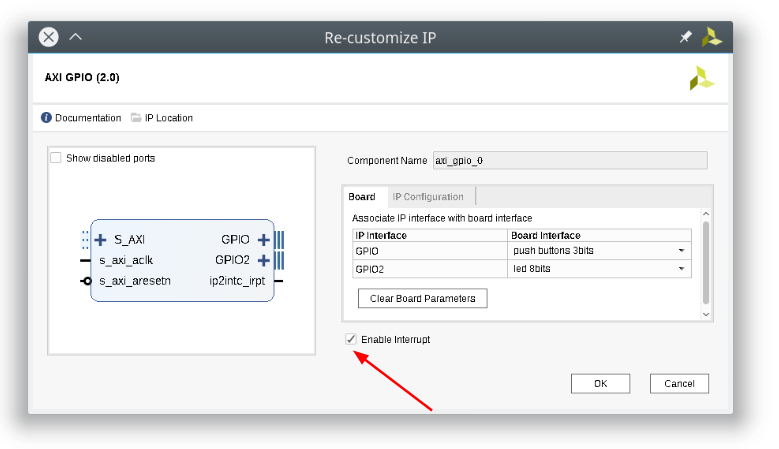 Re-customize IP
AXI GPIO (2.0)
Documentation IP Location
Show disabled ports
S_AXI GPIO
s_axi_aclk GPIO2
s_axi_aresetn ip2intc_irpt
Component Name axi_gpio_0
Board IP Configuration
Associate IP interface with board interface
IP Interface Board Interface
GPIO push buttons 3bits
GPIO2 led 8bits
Clear Board Parameters
Enable Interrupt
OK Cancel